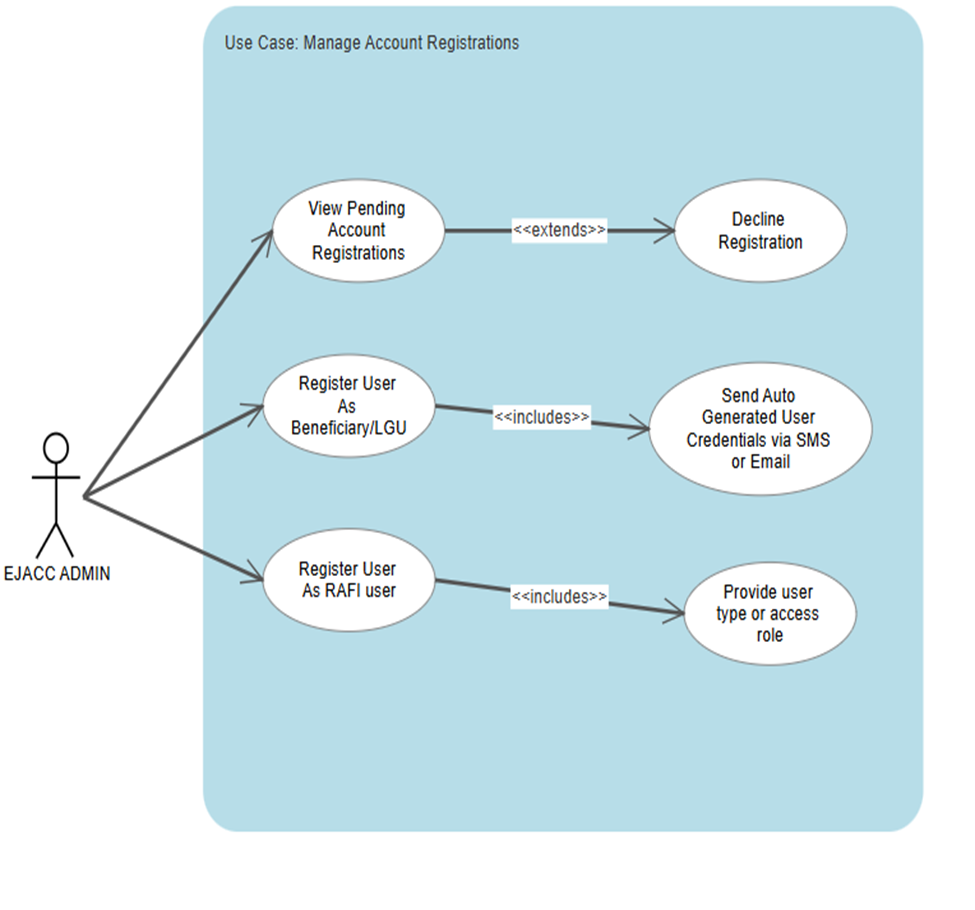 Use Case: Manage Account Registrations
View Pending
Account
Registrations
<<extends>>
Decline
Registration
Register User
As
Beneficiary/LGU
<<includes>>
Send Auto
Generated User
Credentials via SMS
or Email
EJACC ADMIN
Register User
As RAFI user
<<includes>>
Provide user
type or access
role